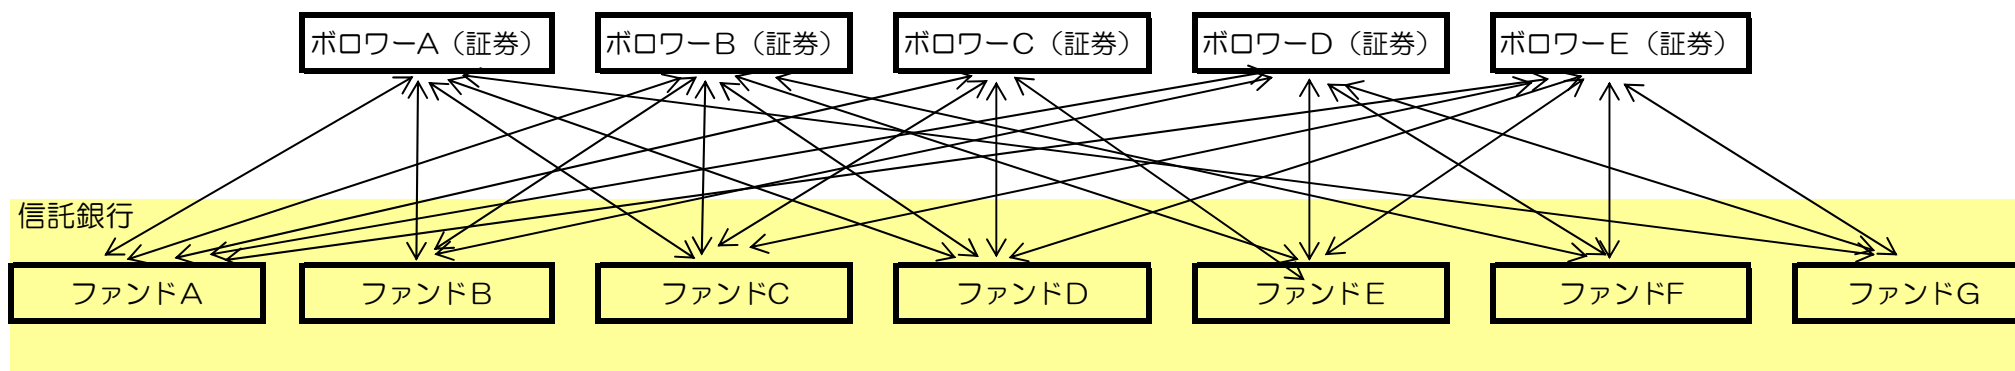 ボロワーA（証券）
ボロワーB（証券）
ボロワーC（証券）
ボロワーD（証券）
ボロワーE（証券）
信託銀行
ファンドA
ファンドB
ファンドC
ファンドD
ファンドE
ファンドF
ファンドG